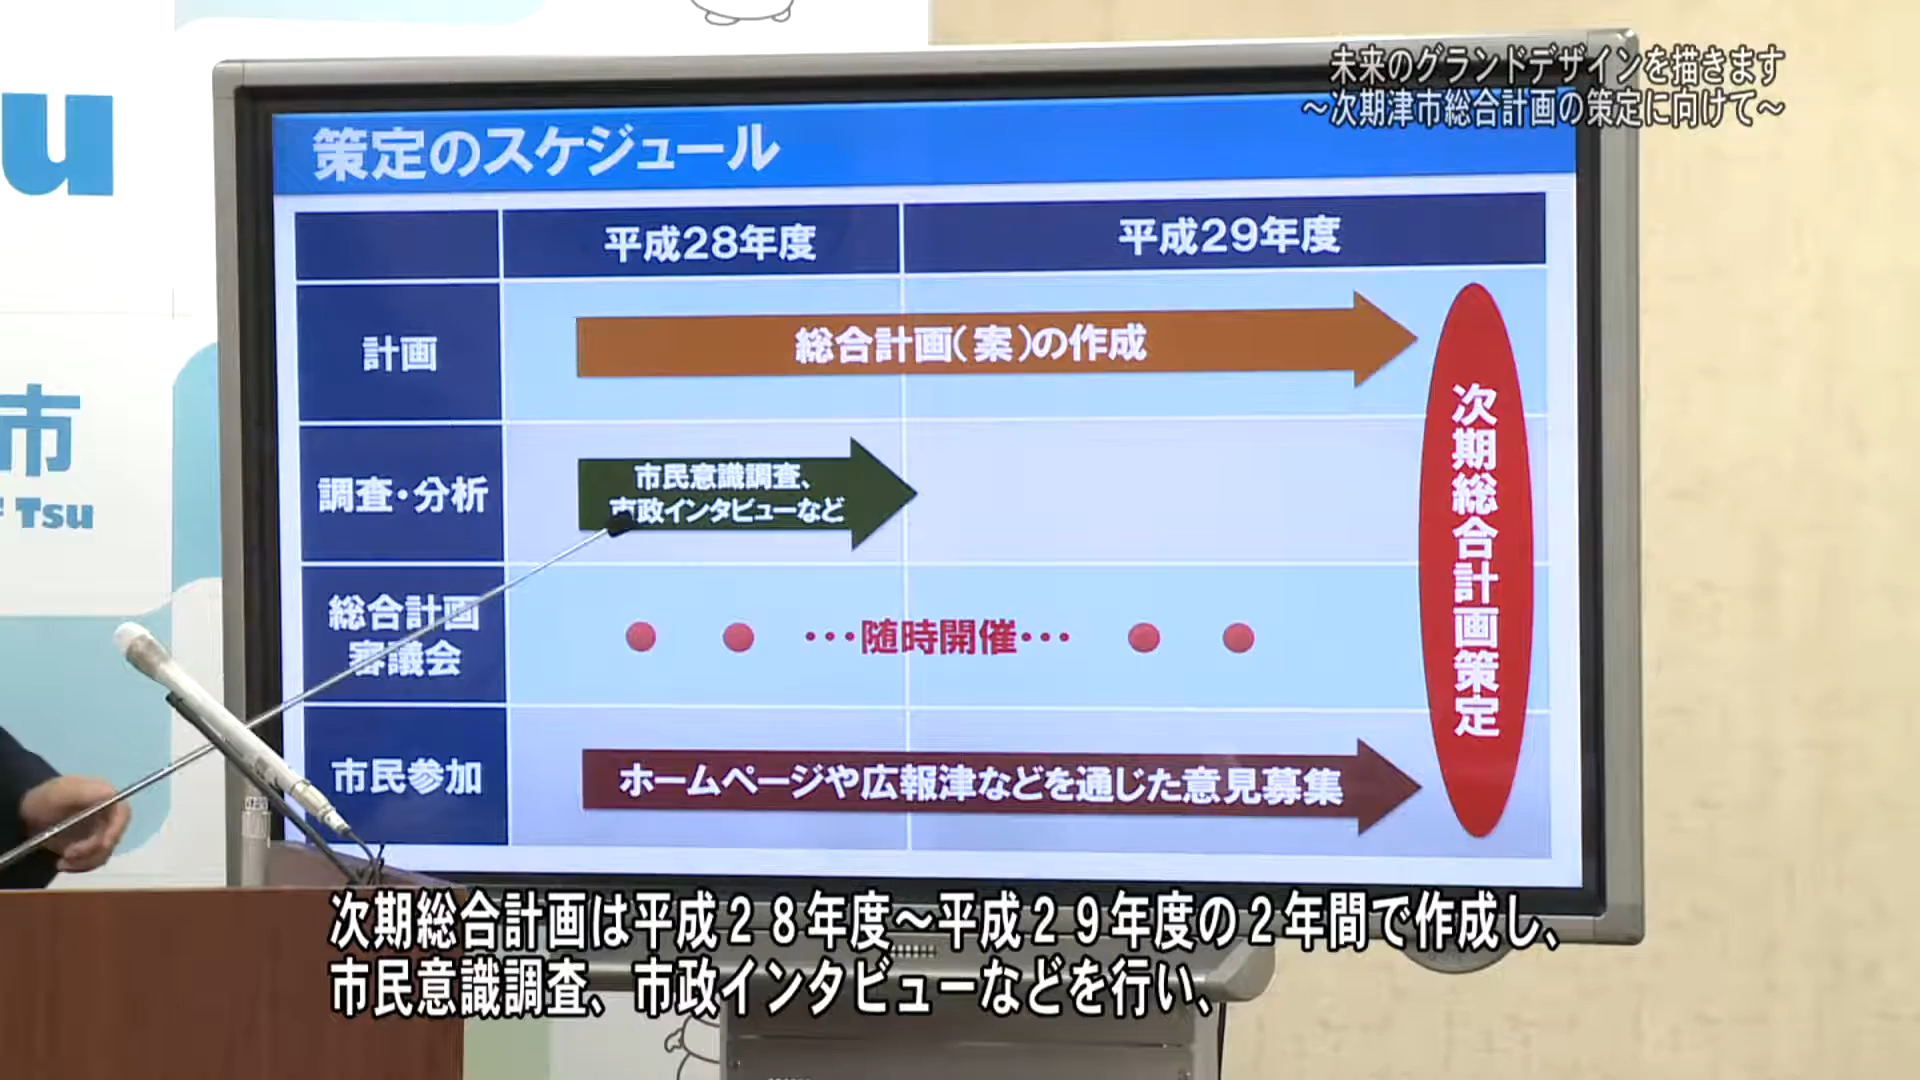 未来のグランドデザインを描きます
～次期津市総合計画の策定に向けて～
策定のスケジュール
平成28年度
平成29年度
計画
総合計画(案)の作成
調査・分析
市民意識調査、
市政インタビューなど
総合計画
審議会
･･･随時開催･･･
市民参加
ホームページや広報津などを通じた意見募集
次期総合計画策定
u
市
Tsu
次期総合計画は平成２８年度～平成２９年度の２年間で作成し、
市民意識調査、市政インタビューなどを行い、